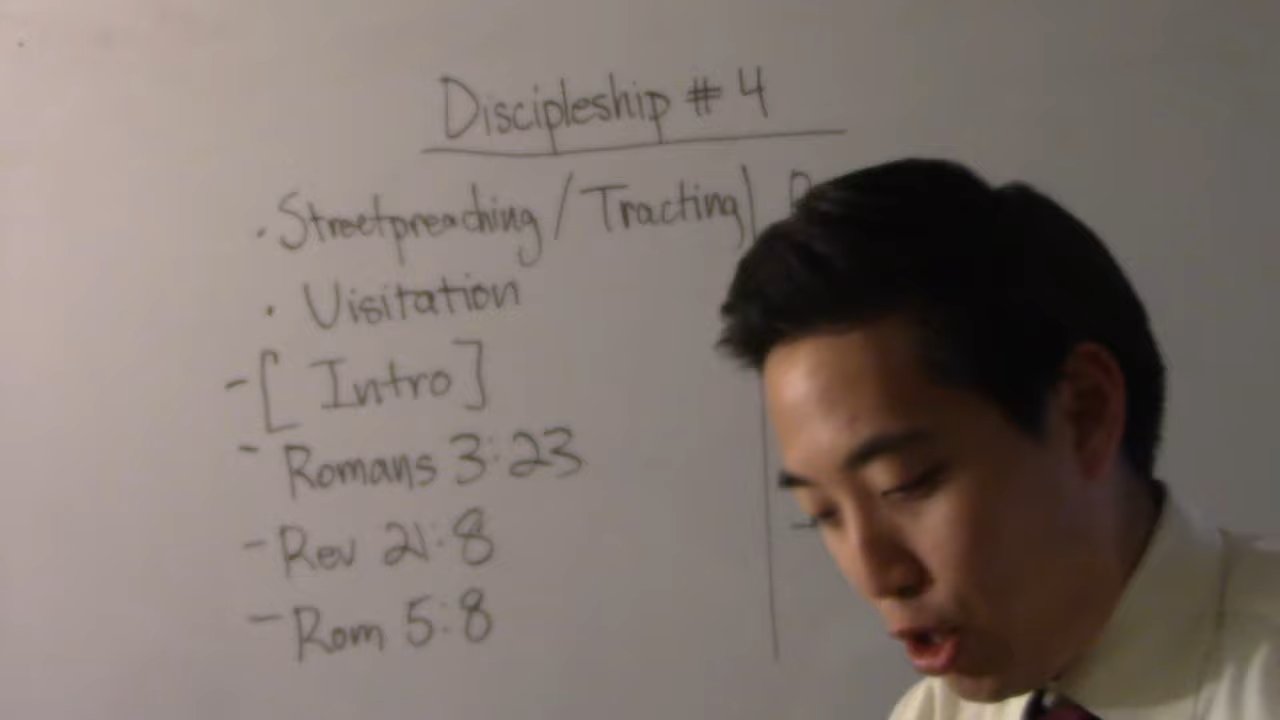 Discipleship # 4
· Streetpreaching / Tracting
· Visitation
- [ Intro ]
- Romans 3:23
- Rev 21:8
- Rom 5:8